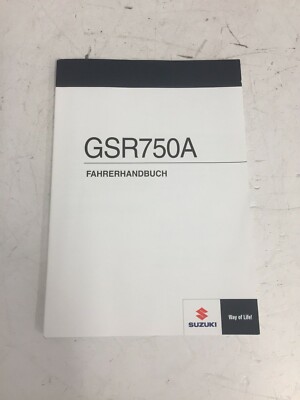 GSR750A
FAHRERHANDBUCH
SUZUKI
Way of Life!